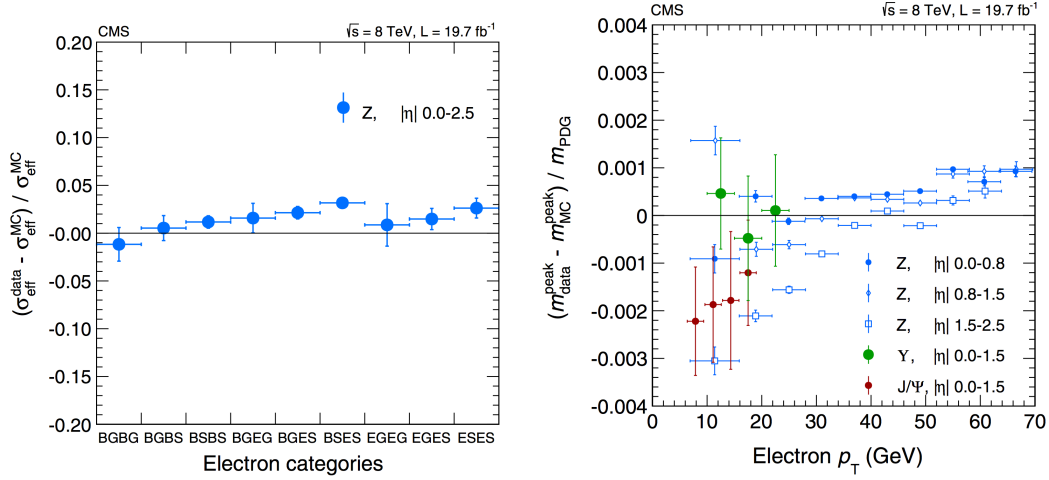 CMS
√s = 8 TeV, L = 19.7 fb⁻¹
(σ_eff^data - σ_eff^MC) / σ_eff^MC
0.20
0.15
0.10
0.05
-0.00
-0.05
-0.10
-0.15
-0.20
Z, |η| 0.0-2.5
BGBG BGBS BSBS BGEG BGES BSES EGEG EGES ESES
Electron categories
CMS
√s = 8 TeV, L = 19.7 fb⁻¹
(m_data^peak - m_MC^peak) / m_PDG
0.004
0.003
0.002
0.001
0
-0.001
-0.002
-0.003
-0.004
Z, |η| 0.0-0.8
Z, |η| 0.8-1.5
Z, |η| 1.5-2.5
ϒ, |η| 0.0-1.5
J/Ψ, |η| 0.0-1.5
0 10 20 30 40 50 60 70
Electron p_T (GeV)